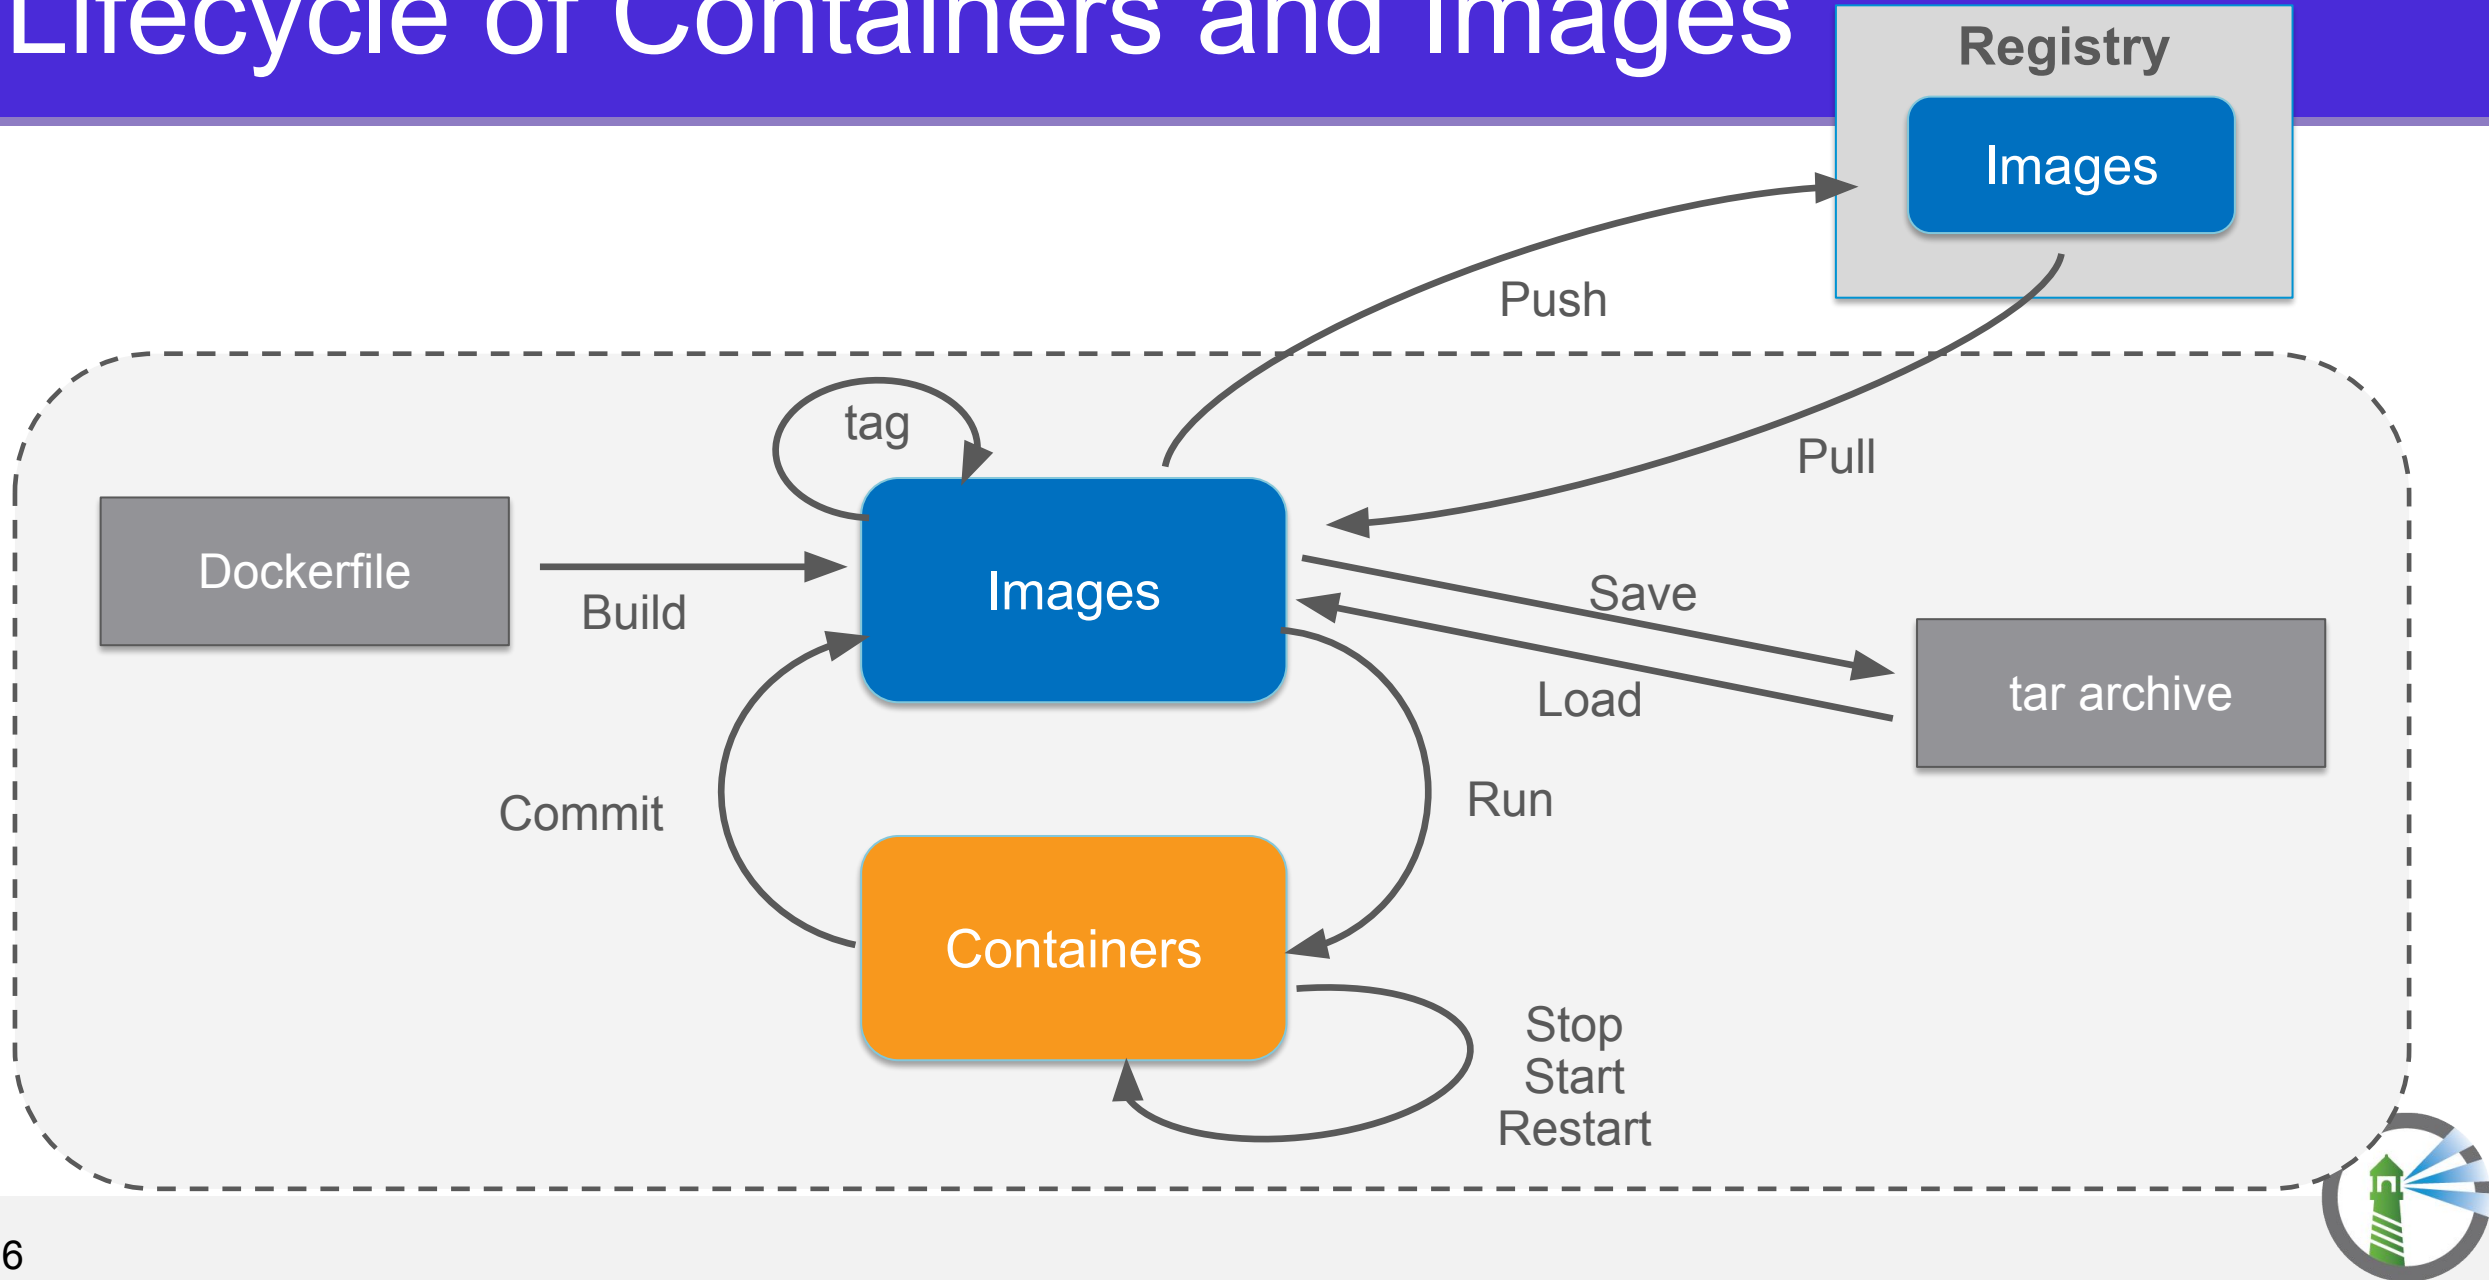 Lifecycle of Containers and Images
Registry
Images
Push
Pull
tag
Dockerfile
Build
Images
Save
Load
tar archive
Commit
Run
Containers
Stop
Start
Restart
6